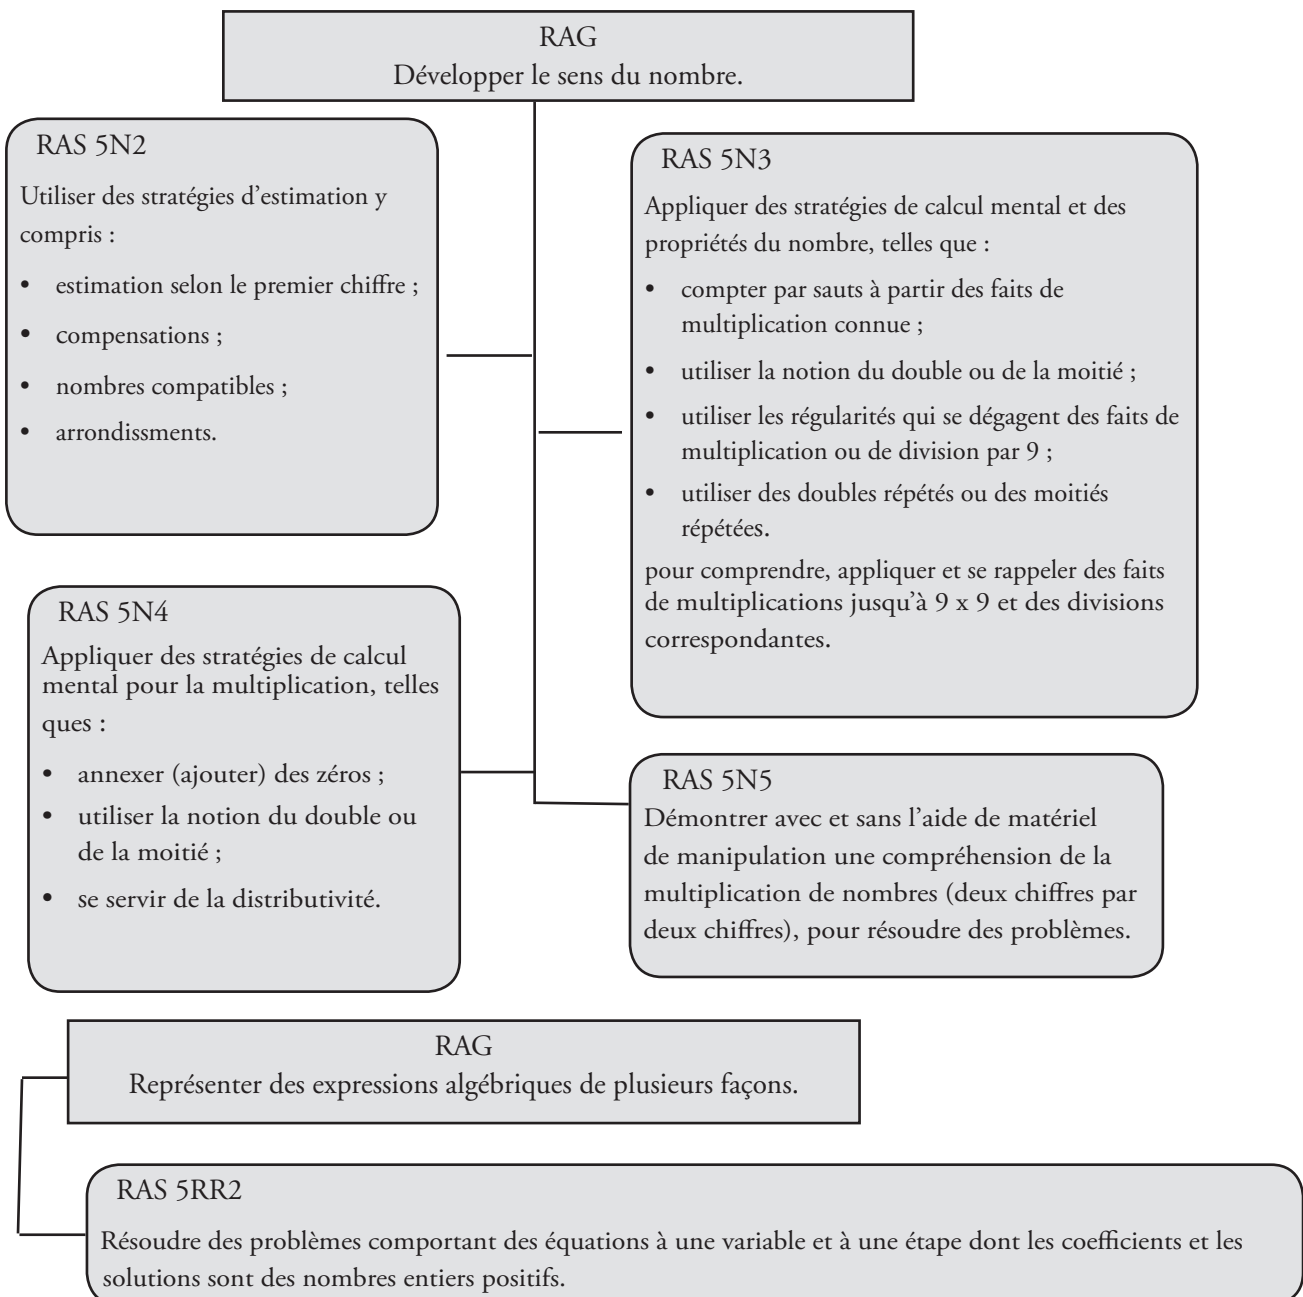 RAG
Développer le sens du nombre.
RAS 5N2
Utiliser des stratégies d'estimation y
compris :
• estimation selon le premier chiffre ;
• compensations ;
• nombres compatibles ;
• arrondissments.
RAS 5N3
Appliquer des stratégies de calcul mental et des
propriétés du nombre, telles que :
• compter par sauts à partir des faits de
multiplication connue ;
• utiliser la notion du double ou de la moitié ;
• utiliser les régularités qui se dégagent des faits de
multiplication ou de division par 9 ;
• utiliser des doubles répétés ou des moitiés
répétées.
pour comprendre, appliquer et se rappeler des faits
de multiplications jusqu'à 9 x 9 et des divisions
correspondantes.
RAS 5N4
Appliquer des stratégies de calcul
mental pour la multiplication, telles
ques :
• annexer (ajouter) des zéros ;
• utiliser la notion du double ou
de la moitié ;
• se servir de la distributivité.
RAS 5N5
Démontrer avec et sans l'aide de matériel
de manipulation une compréhension de la
multiplication de nombres (deux chiffres par
deux chiffres), pour résoudre des problèmes.
RAG
Représenter des expressions algébriques de plusieurs façons.
RAS 5RR2
Résoudre des problèmes comportant des équations à une variable et à une étape dont les coefficients et les
solutions sont des nombres entiers positifs.